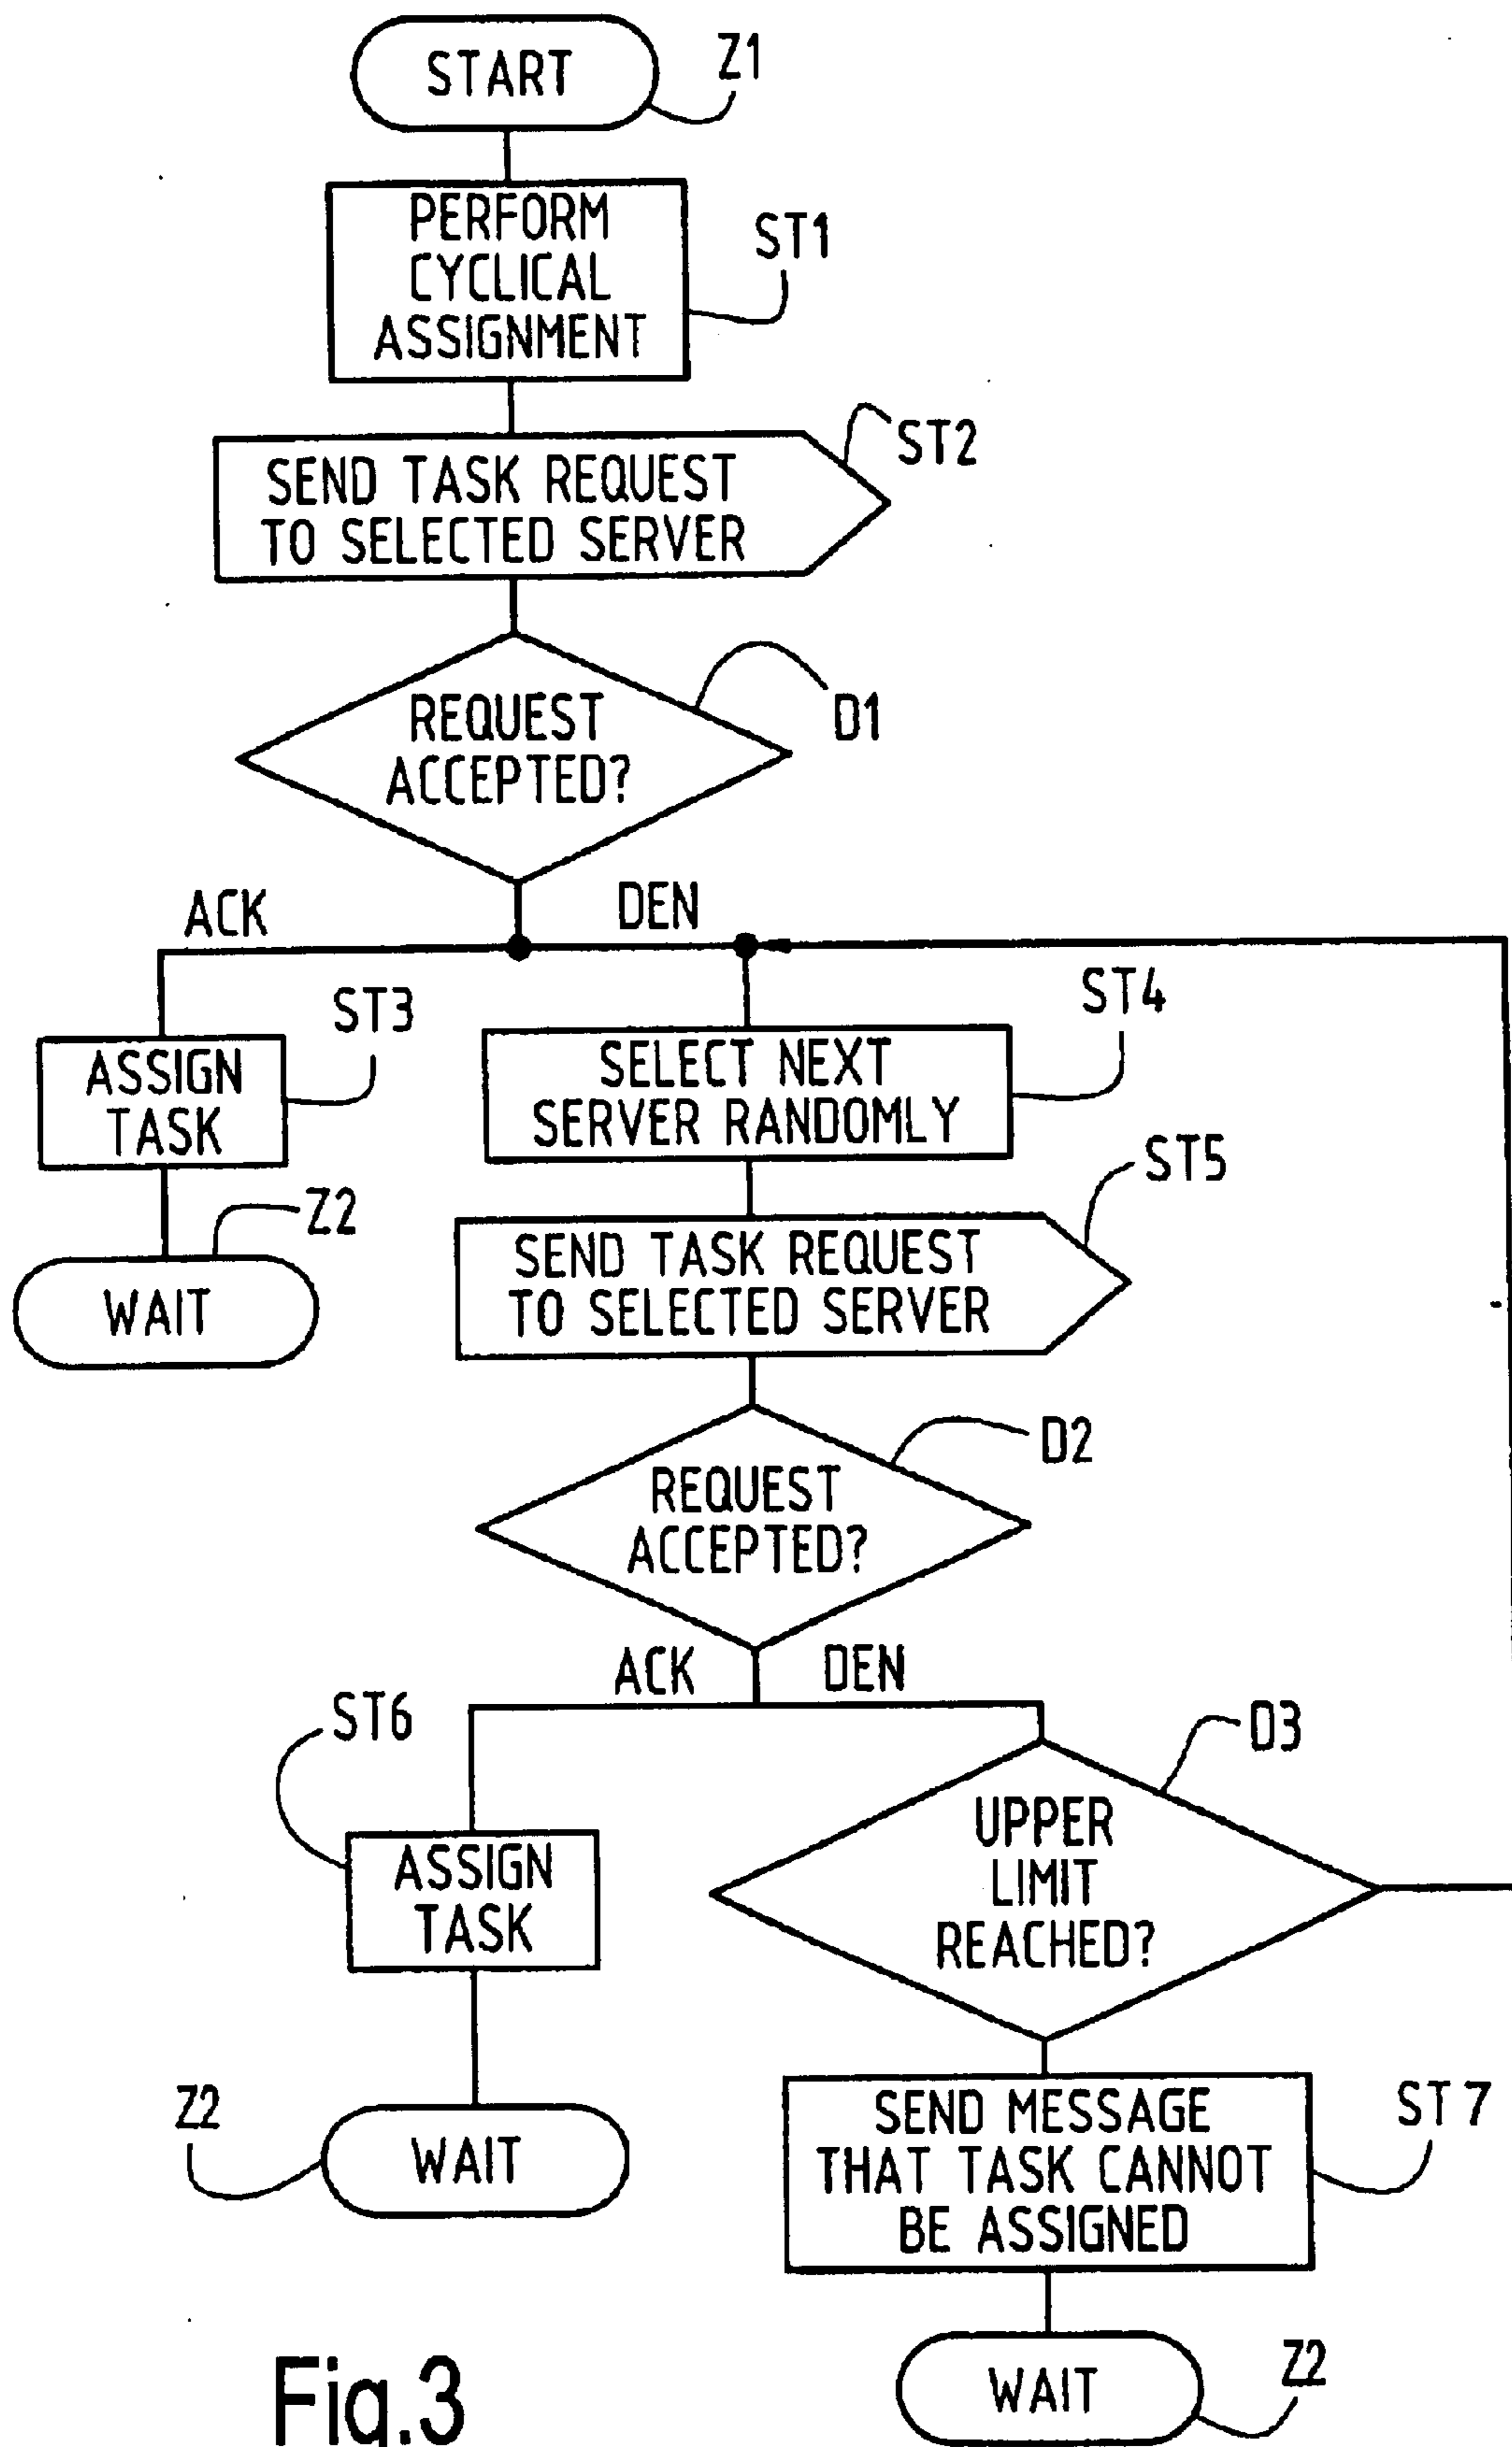 START
Z1
PERFORM
CYCLICAL
ASSIGNMENT
ST1
SEND TASK REQUEST
TO SELECTED SERVER
ST2
REQUEST
ACCEPTED?
D1
ACK
DEN
ST3
ASSIGN
TASK
Z2
WAIT
ST4
SELECT NEXT
SERVER RANDOMLY
ST5
SEND TASK REQUEST
TO SELECTED SERVER
D2
REQUEST
ACCEPTED?
ACK
DEN
ST6
ASSIGN
TASK
Z2
WAIT
D3
UPPER
LIMIT
REACHED?
SEND MESSAGE
THAT TASK CANNOT
BE ASSIGNED
ST7
WAIT
Z2
Fig.3